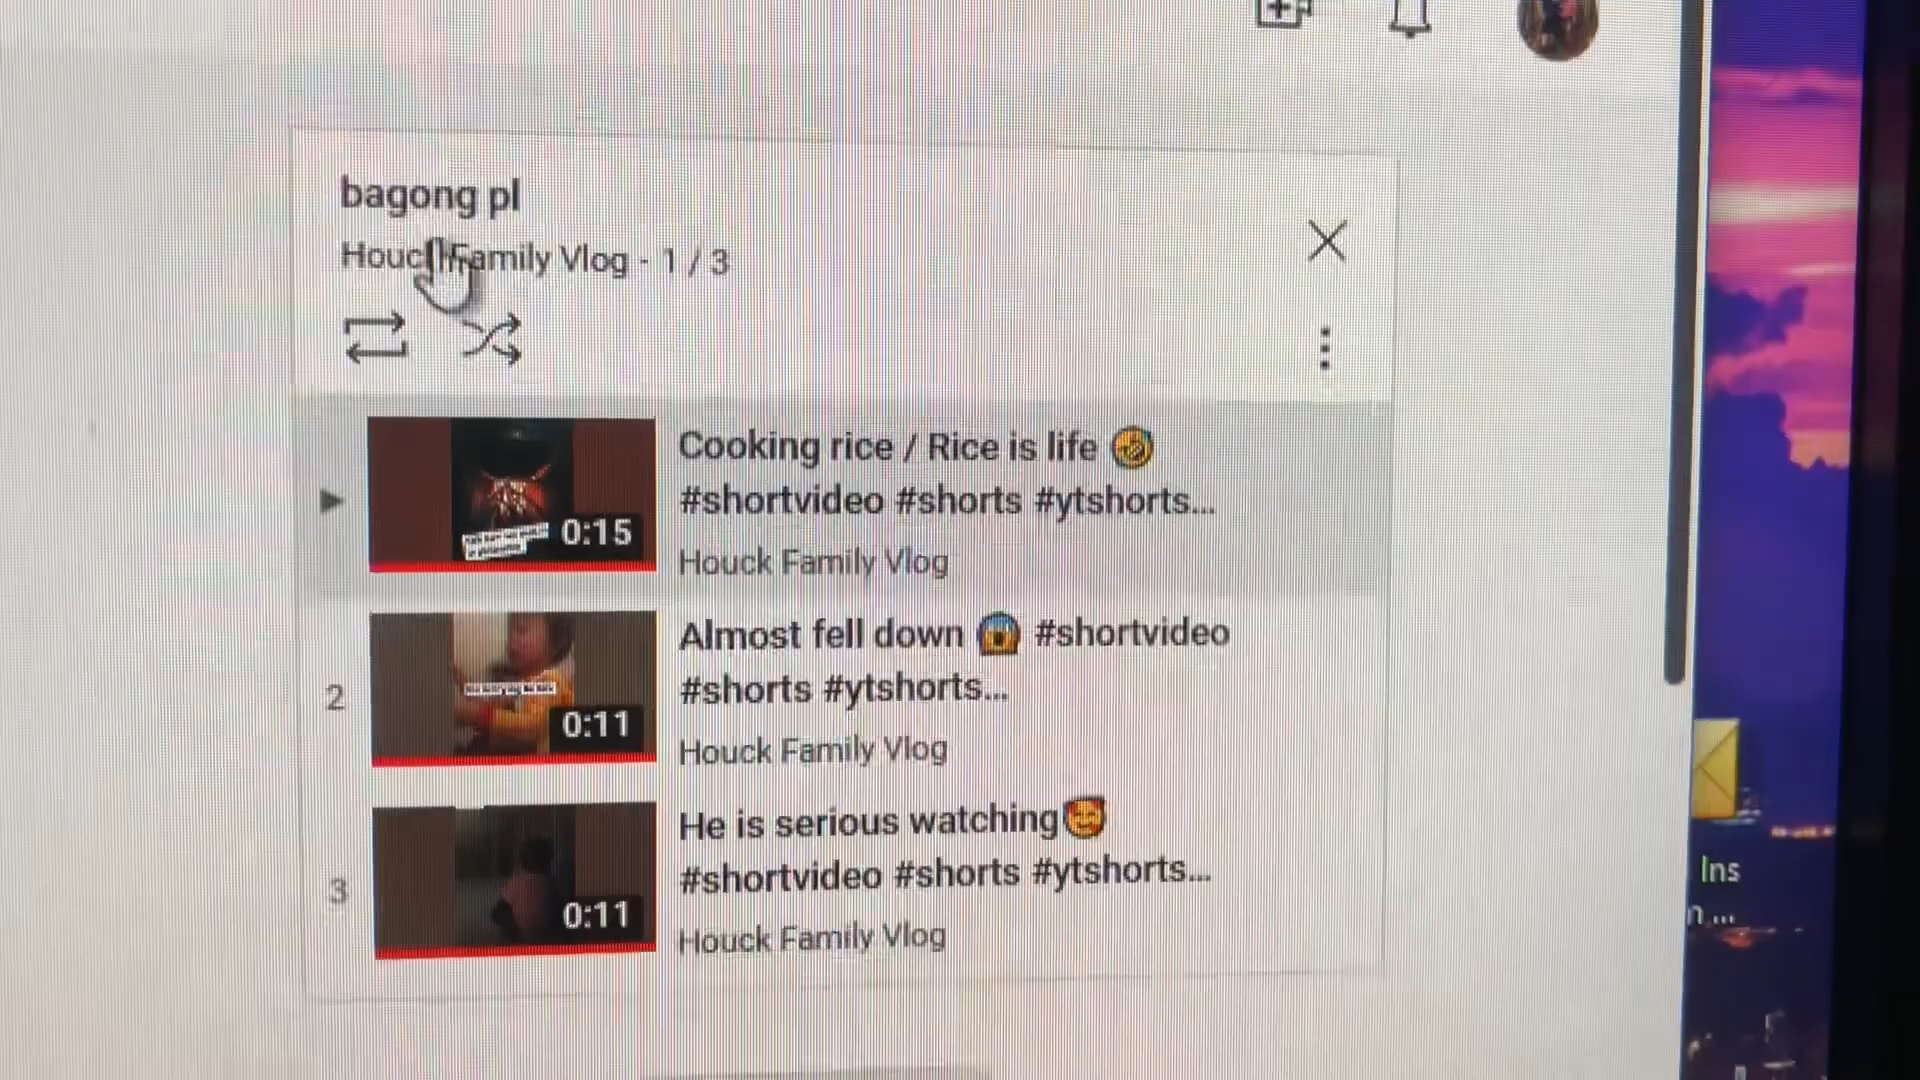 bagong pl
Houck Family Vlog - 1 / 3
Cooking rice / Rice is life 🤣
#shortvideo #shorts #ytshorts...
0:15
Houck Family Vlog
Almost fell down 😱 #shortvideo
2
#shorts #ytshorts...
0:11
Houck Family Vlog
He is serious watching🥰
#shortvideo #shorts #ytshorts...
3
0:11
Houck Family Vlog
Ins
n...